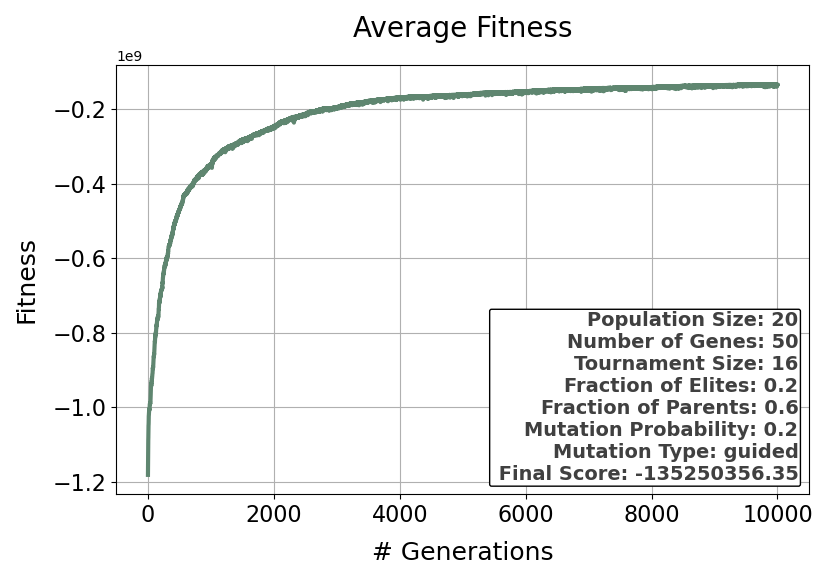 Average Fitness
1e9
−0.2
−0.4
−0.6
−0.8
−1.0
−1.2
Fitness
Population Size: 20
Number of Genes: 50
Tournament Size: 16
Fraction of Elites: 0.2
Fraction of Parents: 0.6
Mutation Probability: 0.2
Mutation Type: guided
Final Score: -135250356.35
0 2000 4000 6000 8000 10000
# Generations